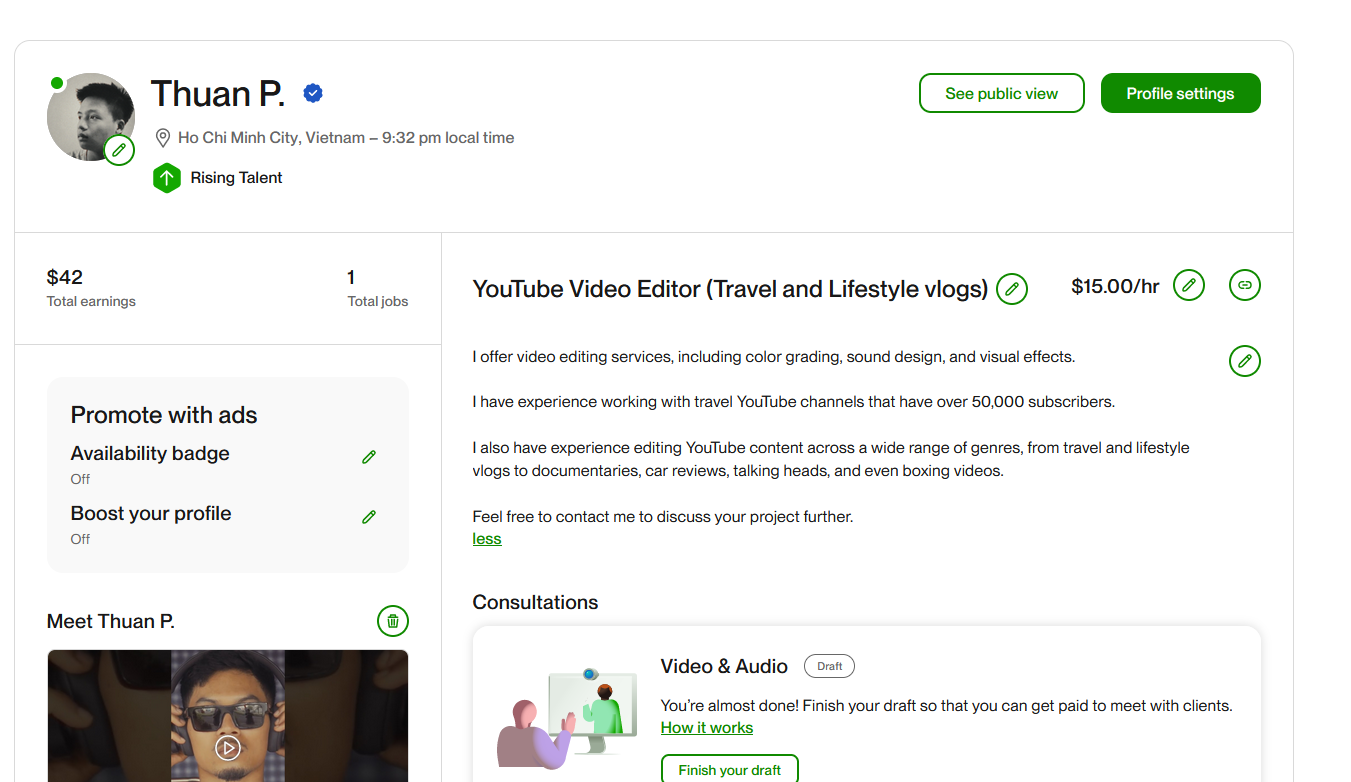 Thuan P.
Ho Chi Minh City, Vietnam – 9:32 pm local time
Rising Talent
See public view
Profile settings
$42
Total earnings
1
Total jobs
Promote with ads
Availability badge
Off
Boost your profile
Off
Meet Thuan P.
YouTube Video Editor (Travel and Lifestyle vlogs)
$15.00/hr
I offer video editing services, including color grading, sound design, and visual effects.
I have experience working with travel YouTube channels that have over 50,000 subscribers.
I also have experience editing YouTube content across a wide range of genres, from travel and lifestyle
vlogs to documentaries, car reviews, talking heads, and even boxing videos.
Feel free to contact me to discuss your project further.
less
Consultations
Video & Audio
Draft
You’re almost done! Finish your draft so that you can get paid to meet with clients.
How it works
Finish your draft